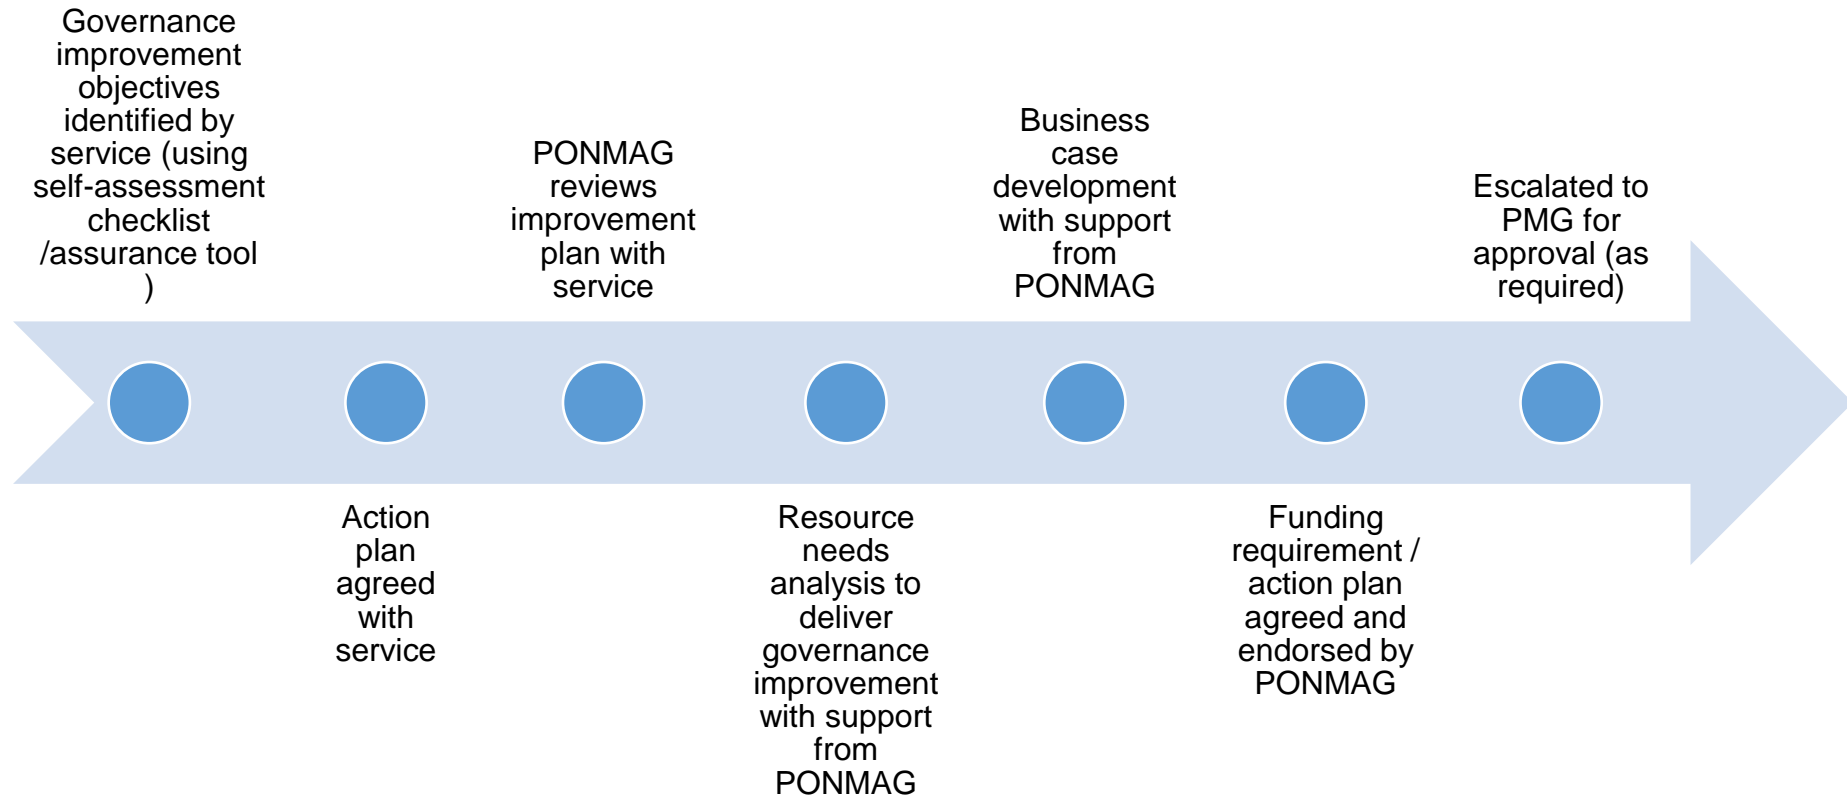 Governance
improvement
objectives
identified by
service (using
self-assessment
checklist
/assurance tool
)
Action
plan
agreed
with
service
PONMAG
reviews
improvement
plan with
service
Resource
needs
analysis to
deliver
governance
improvement
with support
from
PONMAG
Business
case
development
with support
from
PONMAG
Funding
requirement /
action plan
agreed and
endorsed by
PONMAG
Escalated to
PMG for
approval (as
required)